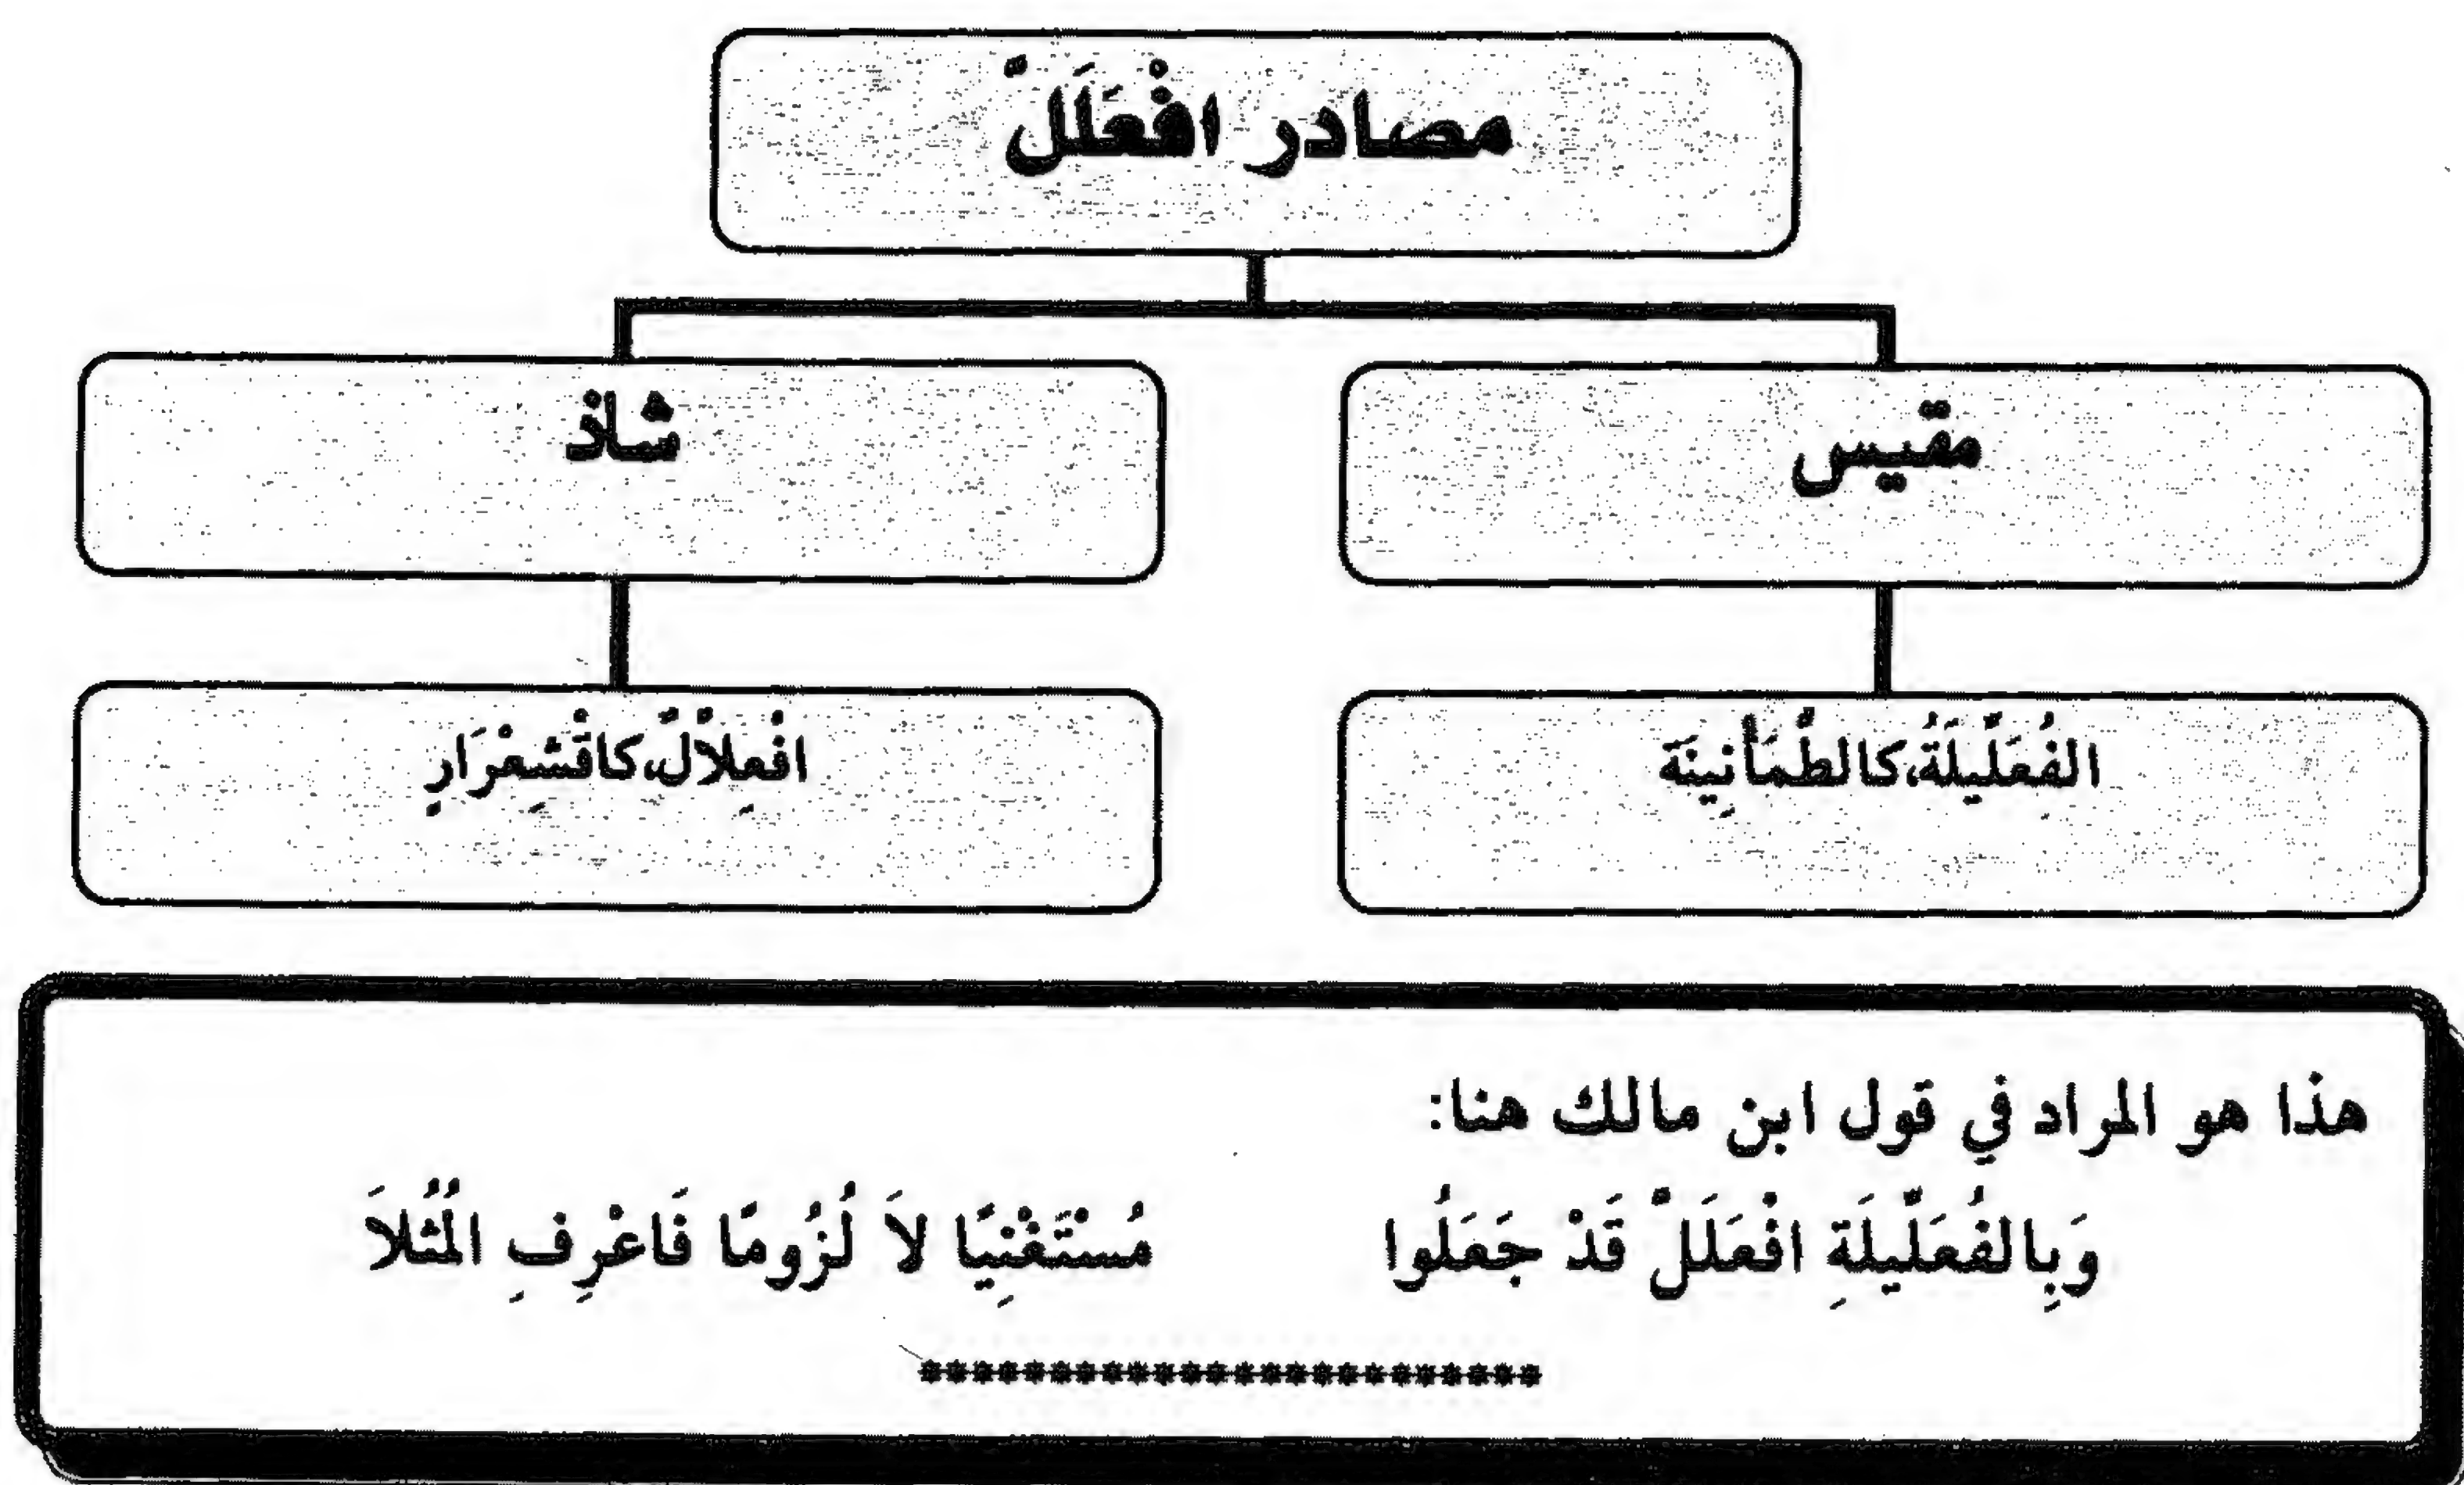 مصادر افْعَلَلَّ
مقيس
شاذ
الفُعَلِّيلَةُ، كالطُّمَأْنِينَة
افْعِلْلاَلٌ، كاقْشِعْرَارٍ
هذا هو المراد في قول ابن مالك هنا:
وَبِالفُعَلِّيلَةِ افْعَلَلَّ قَدْ جَعَلُوا مُسْتَغْنِيًا لاَ لُزُومًا فَاعْرِفِ المُثُلاَ
************************